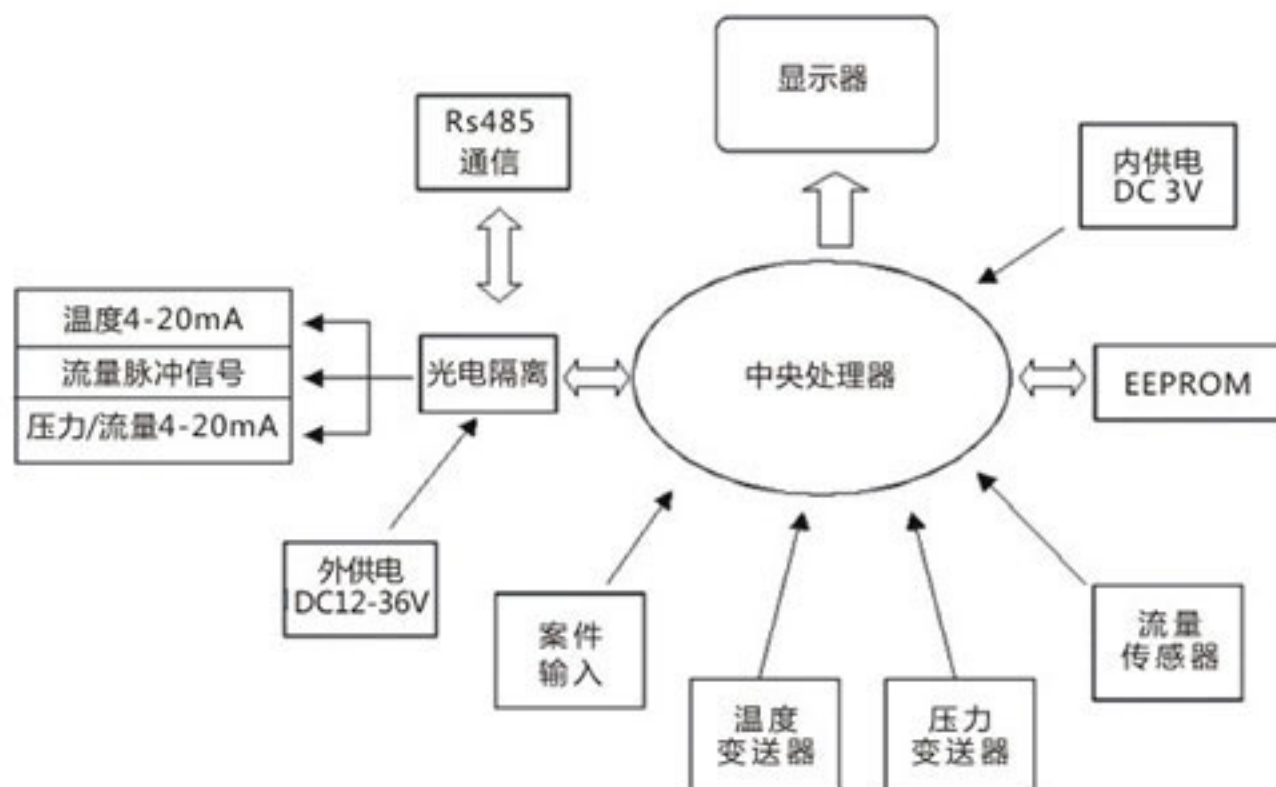 显示器
Rs485
通信
内供电
DC 3V
温度4-20mA
流量脉冲信号
压力/流量4-20mA
光电隔离
中央处理器
EEPROM
外供电
DC12-36V
案件
输入
温度
变送器
压力
变送器
流量
传感器